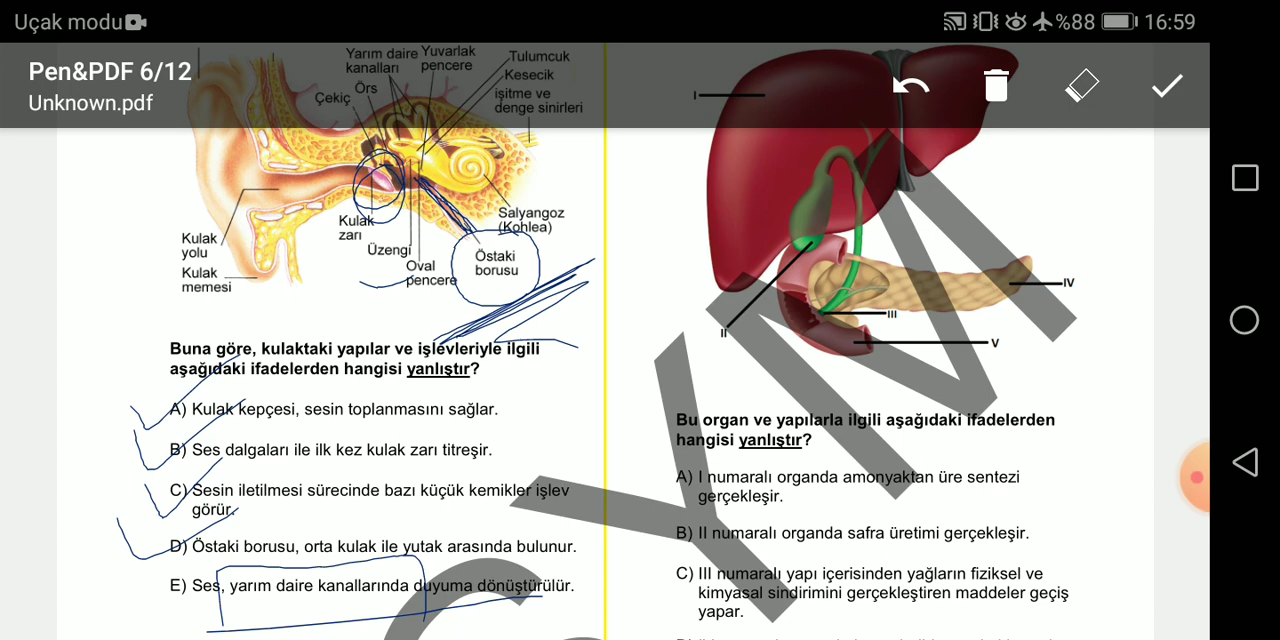 Uçak modu
%88 16:59
Pen&PDF 6/12
Unknown.pdf
Yarım daire
kanalları
Yuvarlak
pencere
Tulumcuk
Kesecik
işitme ve
denge sinirleri
Örs
Çekiç
Kulak
zarı
Üzengi
Oval
pencere
Salyangoz
(Kohlea)
Östaki
borusu
Kulak
yolu
Kulak
memesi
Buna göre, kulaktaki yapılar ve işlevleriyle ilgili
aşağıdaki ifadelerden hangisi yanlıştır?
A) Kulak kepçesi, sesin toplanmasını sağlar.
B) Ses dalgaları ile ilk kez kulak zarı titreşir.
C) Sesin iletilmesi sürecinde bazı küçük kemikler işlev
görür.
D) Östaki borusu, orta kulak ile yutak arasında bulunur.
E) Ses, yarım daire kanallarında duyuma dönüştürülür.
I
II
III
IV
V
Bu organ ve yapılarla ilgili aşağıdaki ifadelerden
hangisi yanlıştır?
A) I numaralı organda amonyaktan üre sentezi
gerçekleşir.
B) II numaralı organda safra üretimi gerçekleşir.
C) III numaralı yapı içerisinden yağların fiziksel ve
kimyasal sindirimini gerçekleştiren maddeler geçiş
yapar.